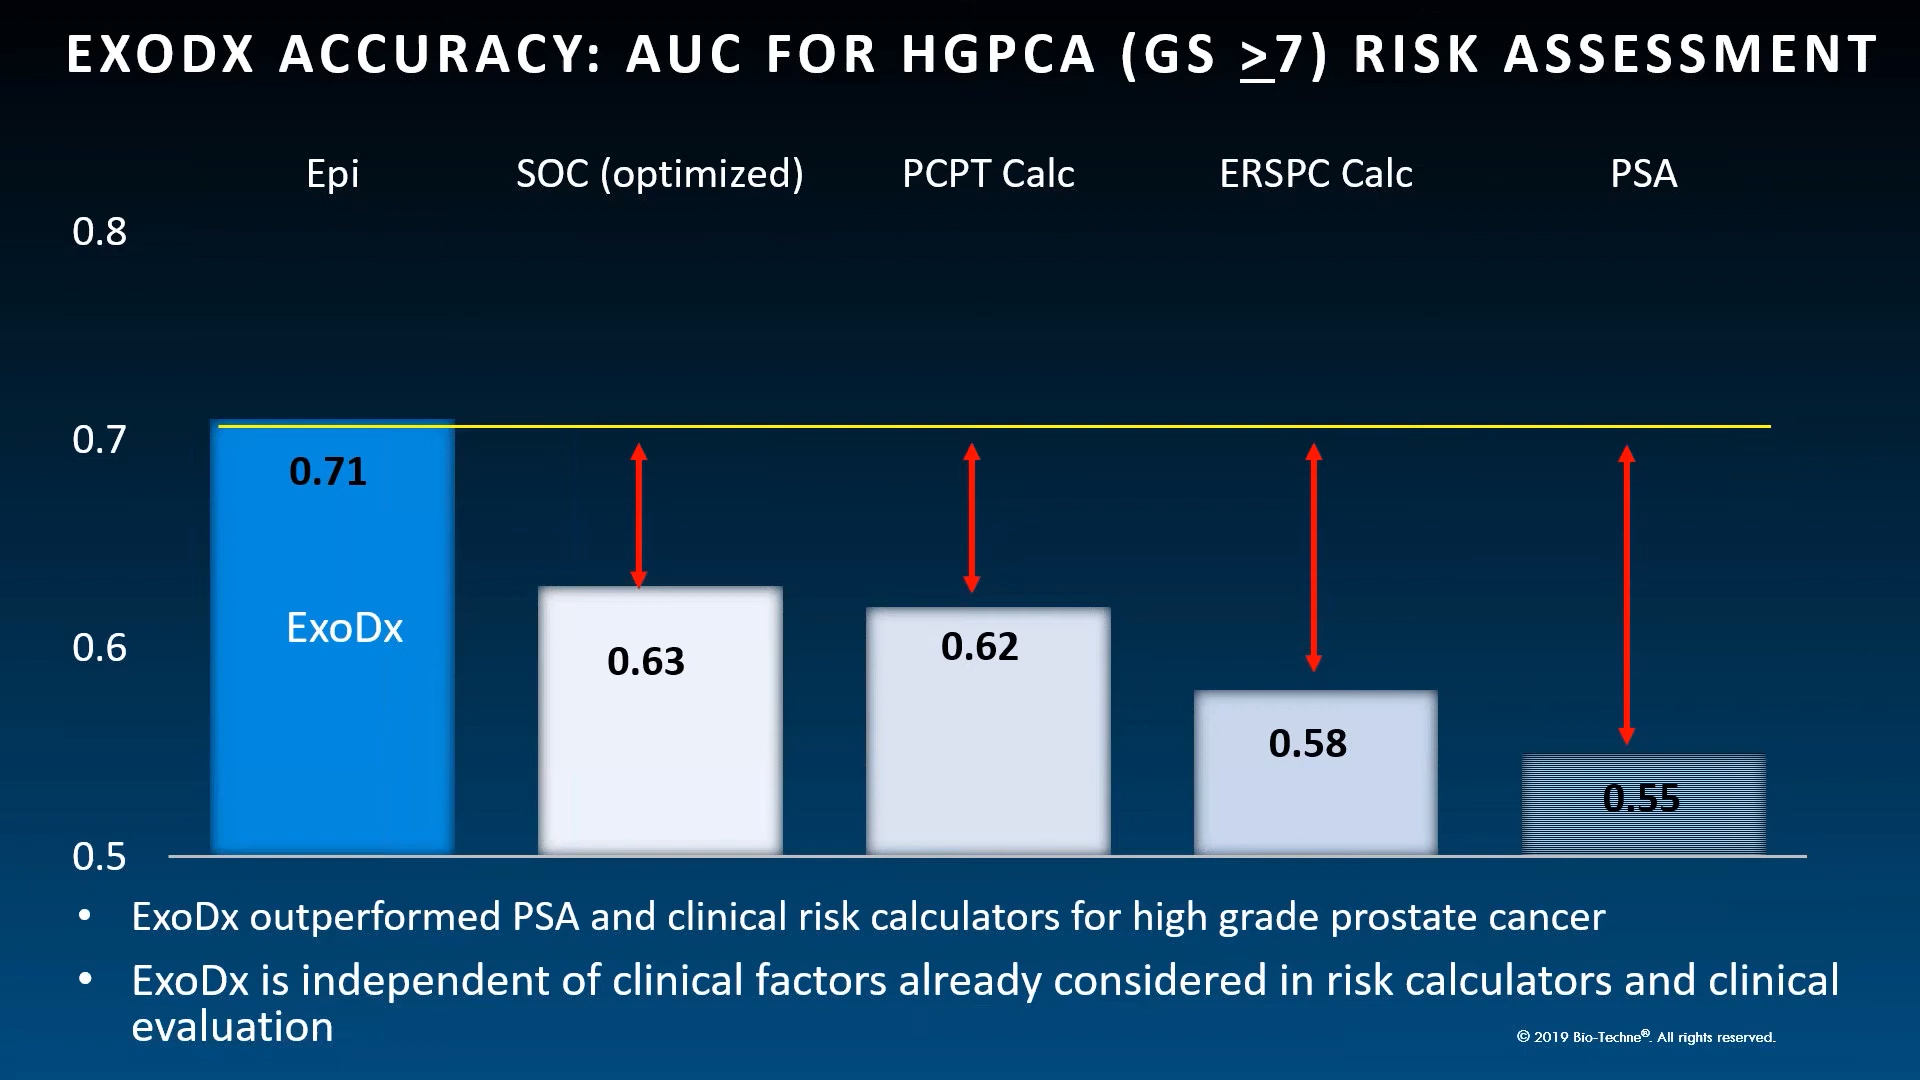 EXODX ACCURACY: AUC FOR HGPCA (GS ≥7) RISK ASSESSMENT
Epi SOC (optimized) PCPT Calc ERSPC Calc PSA
0.8
0.7
0.71
ExoDx
0.6
0.63
0.62
0.58
0.55
0.5
• ExoDx outperformed PSA and clinical risk calculators for high grade prostate cancer
• ExoDx is independent of clinical factors already considered in risk calculators and clinical
evaluation
© 2019 Bio-Techne®. All rights reserved.